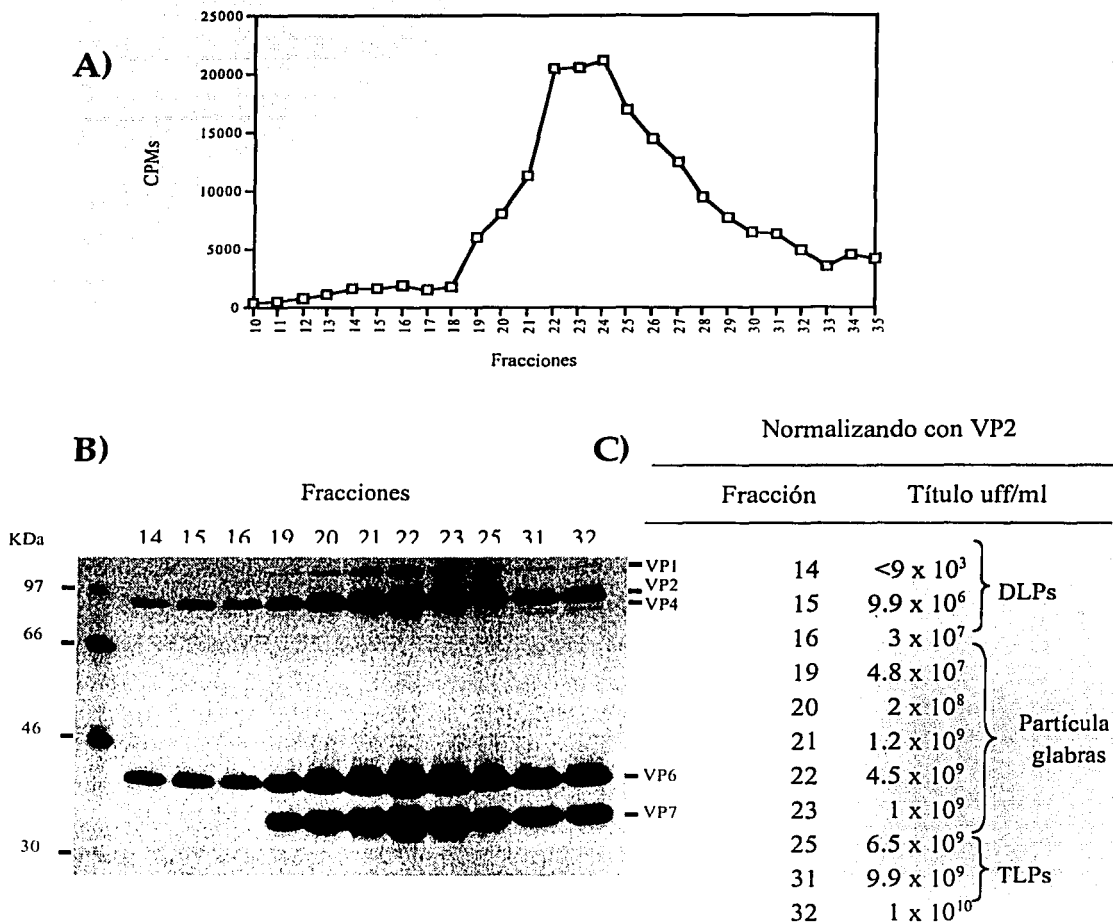 A)
25000
20000
15000
10000
5000
0
CPMs
10 11 12 13 14 15 16 17 18 19 20 21 22 23 24 25 26 27 28 29 30 31 32 33 34 35
Fracciones
B)
Fracciones
KDa
14 15 16 19 20 21 22 23 25 31 32
97
66
46
30
VP1
VP2
VP4
VP6
VP7
C)
Normalizando con VP2
Fracción Título uff/ml
14 <9 x 10³
15 9.9 x 10⁶
16 3 x 10⁷
19 4.8 x 10⁷
20 2 x 10⁸
21 1.2 x 10⁹
22 4.5 x 10⁹
23 1 x 10⁹
25 6.5 x 10⁹
31 9.9 x 10⁹
32 1 x 10¹⁰
DLPs
Partícula
glabras
TLPs